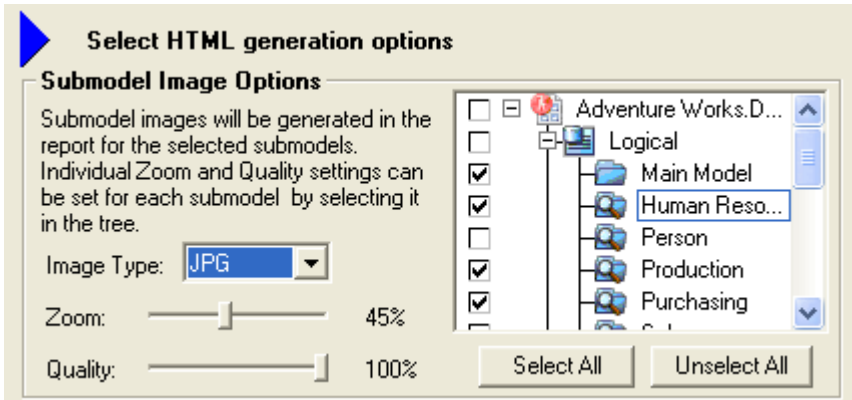 Select HTML generation options
Submodel Image Options
Submodel images will be generated in the
report for the selected submodels.
Individual Zoom and Quality settings can
be set for each submodel by selecting it
in the tree.
Image Type: JPG
Zoom: 45%
Quality: 100%
Adventure Works.D...
Logical
Main Model
Human Reso...
Person
Production
Purchasing
Select All Unselect All